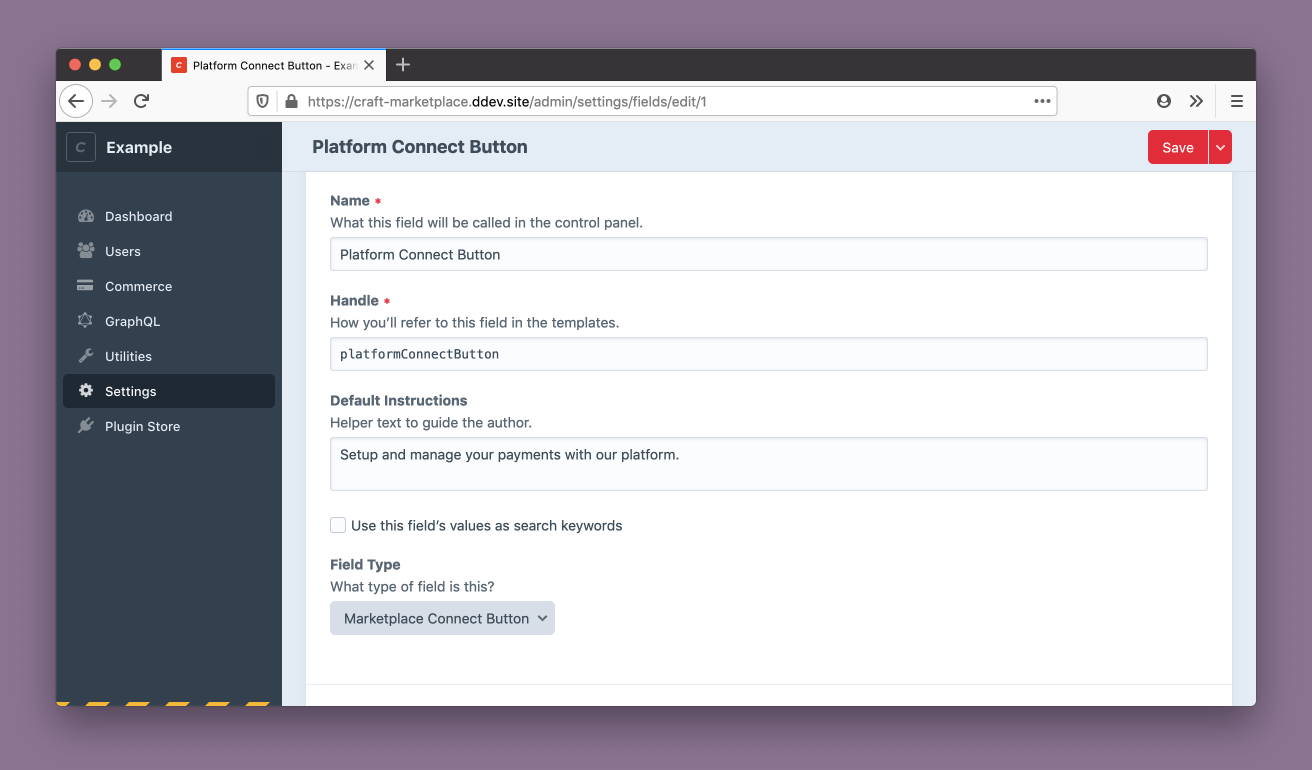 Platform Connect Button - Exa
https://craft-marketplace.ddev.site/admin/settings/fields/edit/1
C Example
Platform Connect Button
Save
Dashboard
Users
Commerce
GraphQL
Utilities
Settings
Plugin Store
Name *
What this field will be called in the control panel.
Platform Connect Button
Handle *
How you’ll refer to this field in the templates.
platformConnectButton
Default Instructions
Helper text to guide the author.
Setup and manage your payments with our platform.
Use this field’s values as search keywords
Field Type
What type of field is this?
Marketplace Connect Button